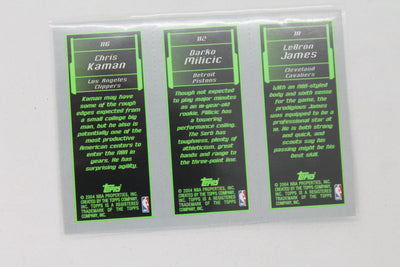 116
Chris
Kaman
Los Angeles
Clippers
Kaman may have
some of the rough
edges expected from
a small college big
man, but he also is
potentially one of the
most productive
American centers to
enter the NBA in
years. He has
surprising agility.
Topps
© 2004 NBA PROPERTIES, INC.
CREATED BY THE TOPPS COMPANY,
INC. TOPPS IS A REGISTERED
TRADEMARK OF THE TOPPS
COMPANY, INC.
112
Darko
Milicic
Detroit
Pistons
Though not expected
to play major minutes
as an 18-year-old
rookie, Milicic has
a towering
performance ceiling.
The Serb has
toughness, plenty
of athleticism, great
hands and range to
the three-point line.
Topps
© 2004 NBA PROPERTIES, INC.
CREATED BY THE TOPPS COMPANY,
INC. TOPPS IS A REGISTERED
TRADEMARK OF THE TOPPS
COMPANY, INC.
111
LeBron
James
Cleveland
Cavaliers
With an NBA-styled
body and sixth sense
for the game, the
prodigious James
was equipped to be a
professional star at
18. He is both strong
and quick, and
scouts say his
passing might be his
best skill.
Topps
© 2004 NBA PROPERTIES, INC.
CREATED BY THE TOPPS COMPANY,
INC. TOPPS IS A REGISTERED
TRADEMARK OF THE TOPPS
COMPANY, INC.